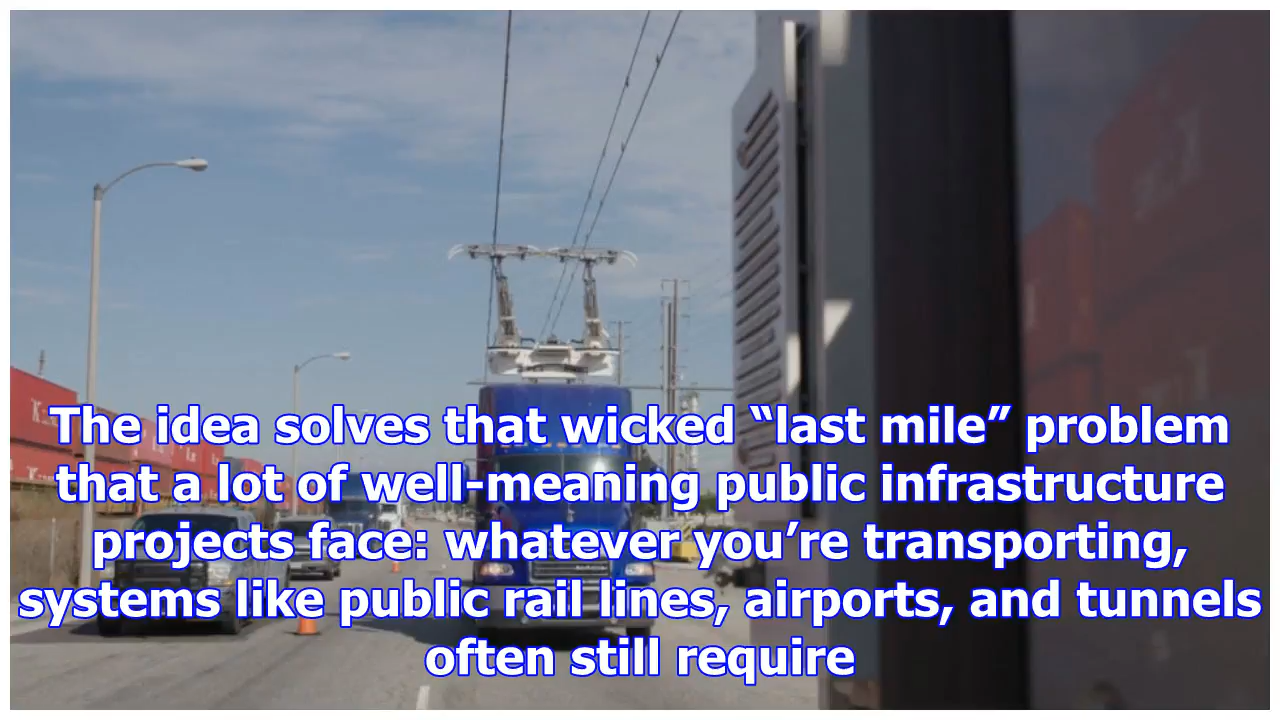 The idea solves that wicked “last mile” problem
that a lot of well-meaning public infrastructure
projects face: whatever you’re transporting,
systems like public rail lines, airports, and tunnels
often still require